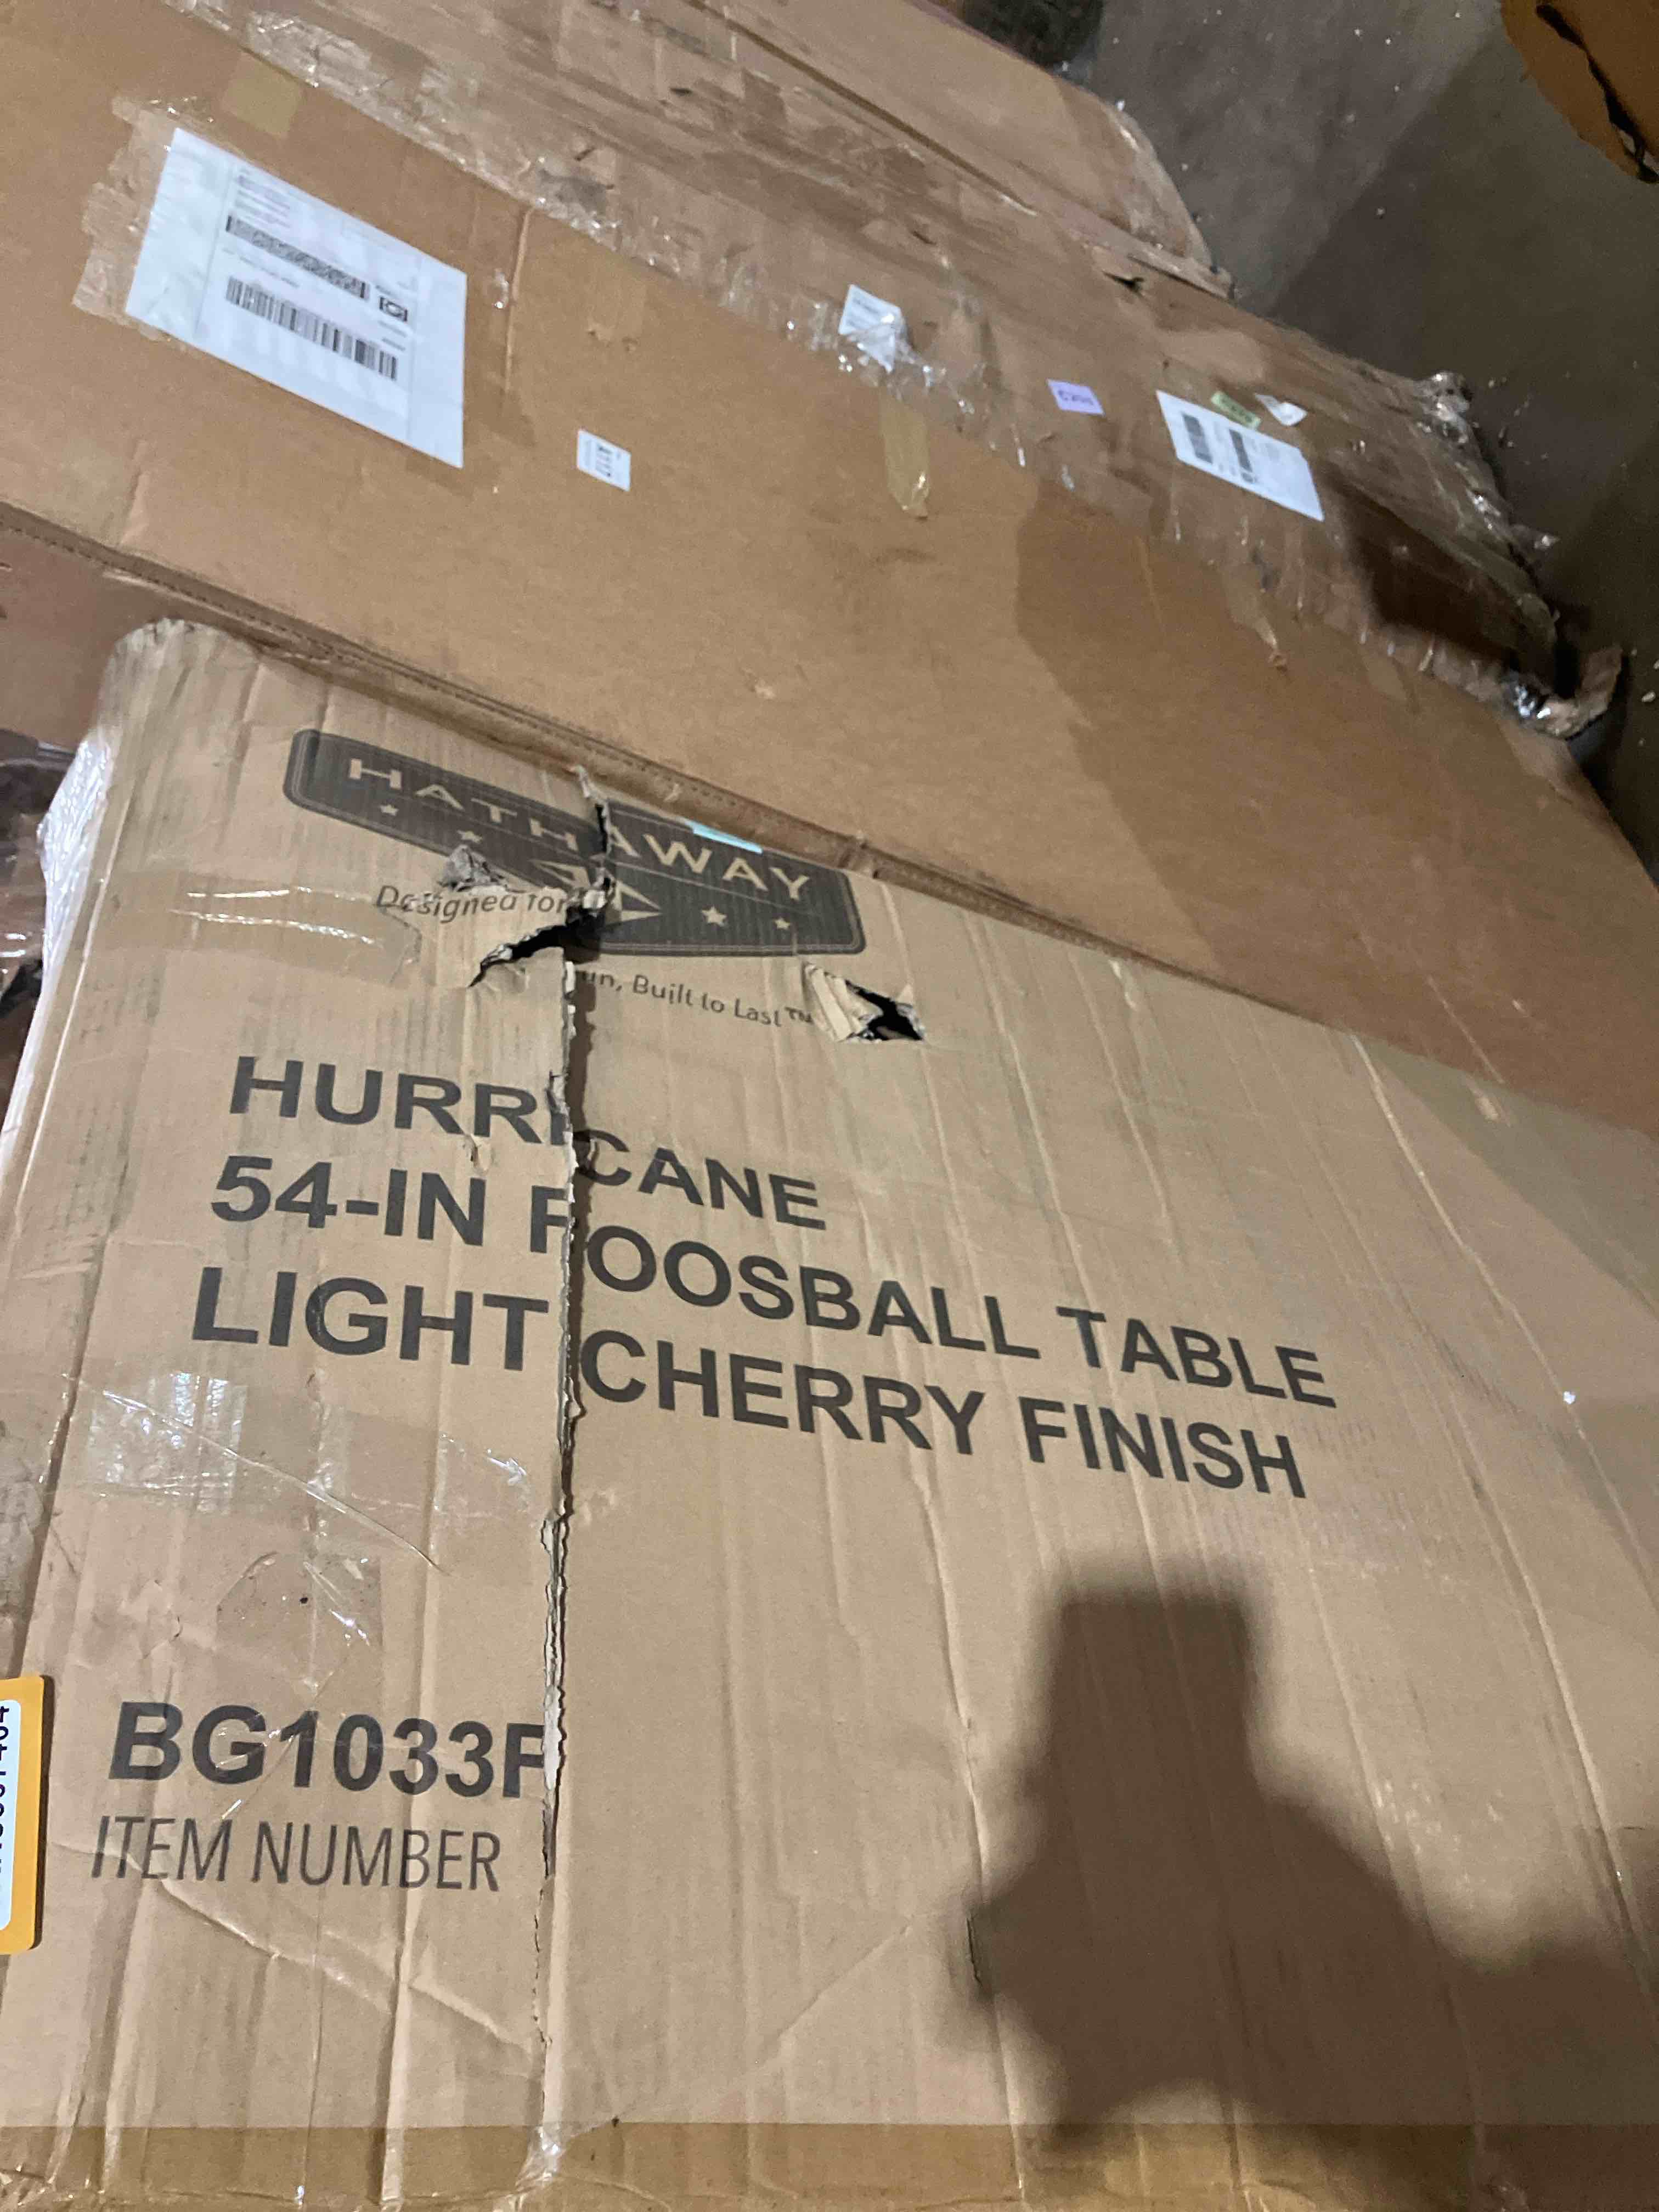 HATHAWAY
Designed for un, Built to Last™
HURRICANE
54-IN FOOSBALL TABLE
LIGHT CHERRY FINISH
BG1033F
ITEM NUMBER